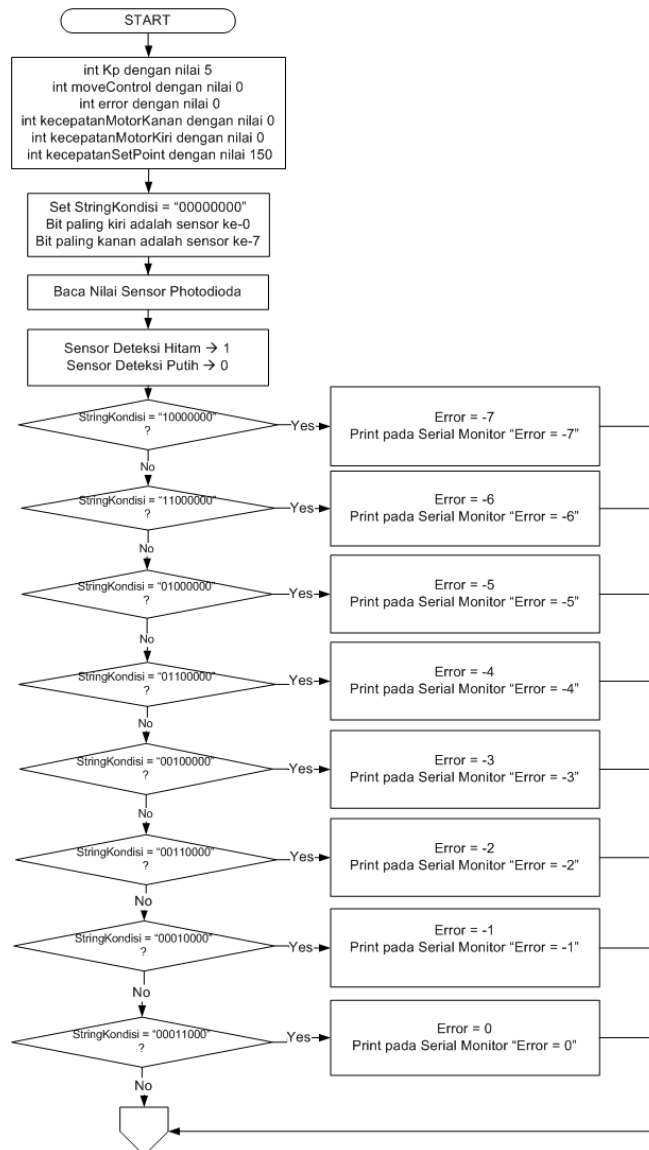 START
int Kp dengan nilai 5
int moveControl dengan nilai 0
int error dengan nilai 0
int kecepatanMotorKanan dengan nilai 0
int kecepatanMotorKiri dengan nilai 0
int kecepatanSetPoint dengan nilai 150
Set StringKondisi = “00000000”
Bit paling kiri adalah sensor ke-0
Bit paling kanan adalah sensor ke-7
Baca Nilai Sensor Photodioda
Sensor Deteksi Hitam → 1
Sensor Deteksi Putih → 0
StringKondisi = “10000000”
?
Yes
Error = -7
Print pada Serial Monitor “Error = -7”
No
StringKondisi = “11000000”
?
Yes
Error = -6
Print pada Serial Monitor “Error = -6”
No
StringKondisi = “01000000”
?
Yes
Error = -5
Print pada Serial Monitor “Error = -5”
No
StringKondisi = “01100000”
?
Yes
Error = -4
Print pada Serial Monitor “Error = -4”
No
StringKondisi = “00100000”
?
Yes
Error = -3
Print pada Serial Monitor “Error = -3”
No
StringKondisi = “00110000”
?
Yes
Error = -2
Print pada Serial Monitor “Error = -2”
No
StringKondisi = “00010000”
?
Yes
Error = -1
Print pada Serial Monitor “Error = -1”
No
StringKondisi = “00011000”
?
Yes
Error = 0
Print pada Serial Monitor “Error = 0”
No